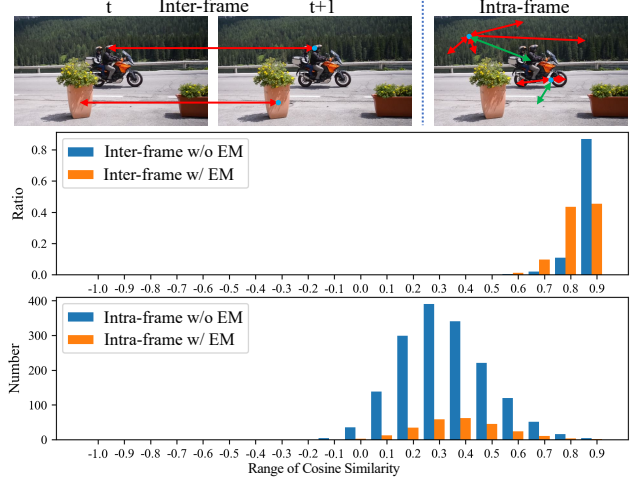 t Inter-frame t+1 Intra-frame
Inter-frame w/o EM
Inter-frame w/ EM
Ratio
0.8
0.6
0.4
0.2
0.0
-1.0 -0.9 -0.8 -0.7 -0.6 -0.5 -0.4 -0.3 -0.2 -0.1 0.0 0.1 0.2 0.3 0.4 0.5 0.6 0.7 0.8 0.9
Intra-frame w/o EM
Intra-frame w/ EM
Number
400
300
200
100
0
-1.0 -0.9 -0.8 -0.7 -0.6 -0.5 -0.4 -0.3 -0.2 -0.1 0.0 0.1 0.2 0.3 0.4 0.5 0.6 0.7 0.8 0.9
Range of Cosine Similarity